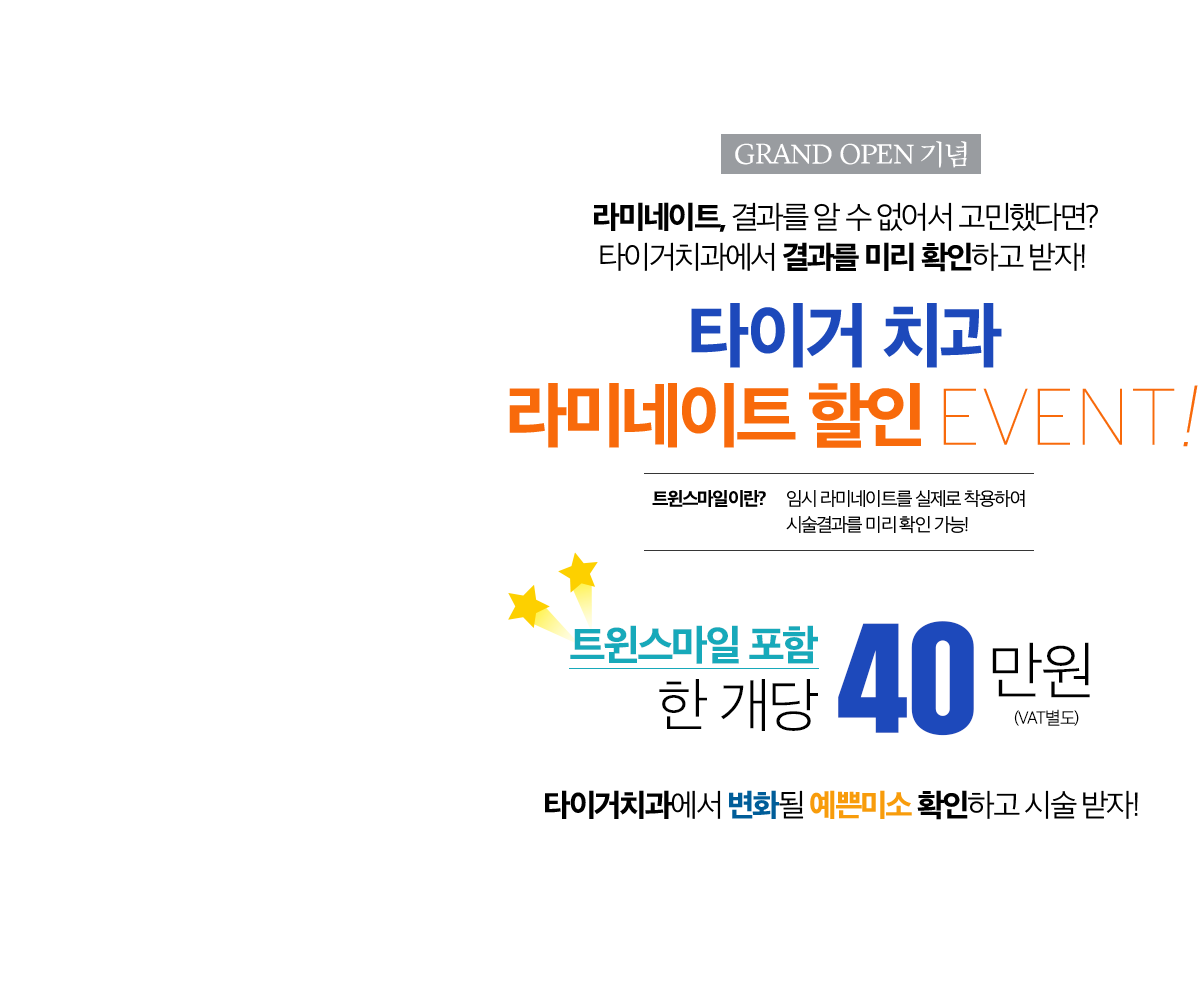 GRAND OPEN 기념
라미네이트, 결과를 알 수 없어서 고민했다면?
타이거치과에서 결과를 미리 확인하고 받자!
타이거 치과
라미네이트 할인 EVENT!
트윈스마일이란? 임시 라미네이트를 실제로 착용하여
시술결과를 미리 확인 가능!
트윈스마일 포함
한 개당 40만원
(VAT별도)
타이거치과에서 변화될 예쁜미소 확인하고 시술 받자!